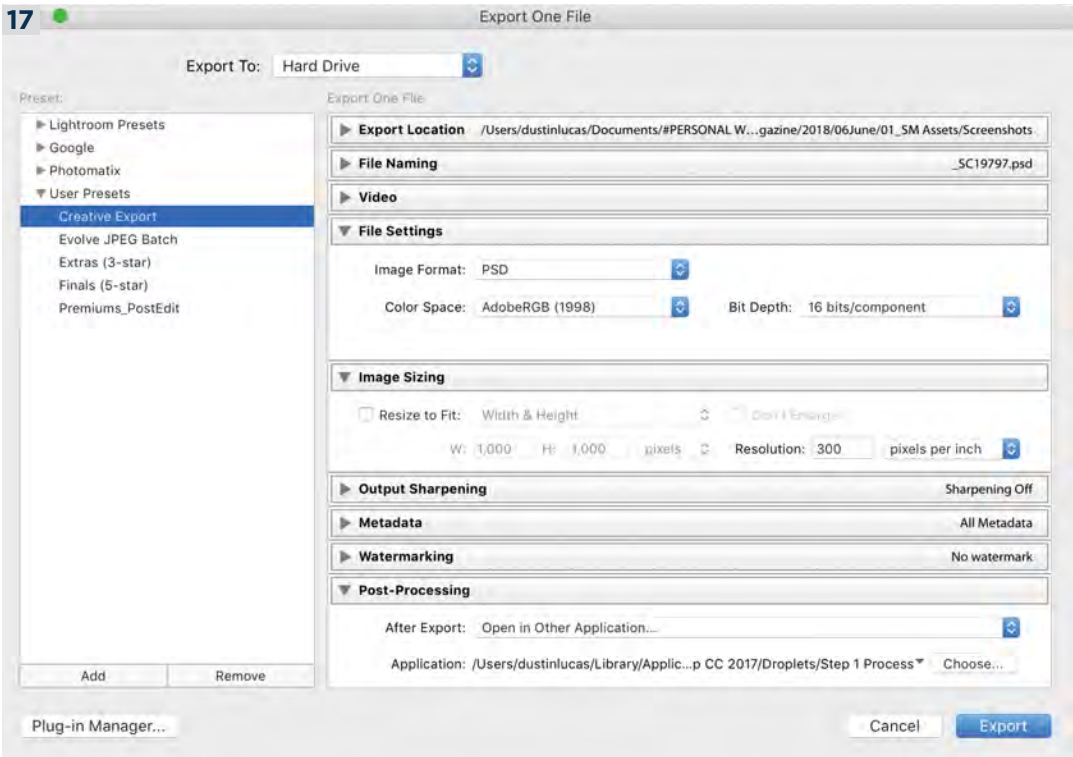 17
Export One File
Export To: Hard Drive
Preset:
Export One File
Lightroom Presets
Google
Photomatix
User Presets
Creative Export
Evolve JPEG Batch
Extras (3-star)
Finals (5-star)
Premiums_PostEdit
Add Remove
Export Location /Users/dustinlucas/Documents/#PERSONAL W...gazine/2018/06June/01_SM Assets/Screenshots
File Naming _SC19797.psd
Video
File Settings
Image Format: PSD
Color Space: AdobeRGB (1998) Bit Depth: 16 bits/component
Image Sizing
Resize to Fit: Width & Height Don't Enlarge
W: 1,000 H: 1,000 pixels Resolution: 300 pixels per inch
Output Sharpening Sharpening Off
Metadata All Metadata
Watermarking No watermark
Post-Processing
After Export: Open in Other Application...
Application: /Users/dustinlucas/Library/Applic...p CC 2017/Droplets/Step 1 Process Choose...
Plug-in Manager... Cancel Export